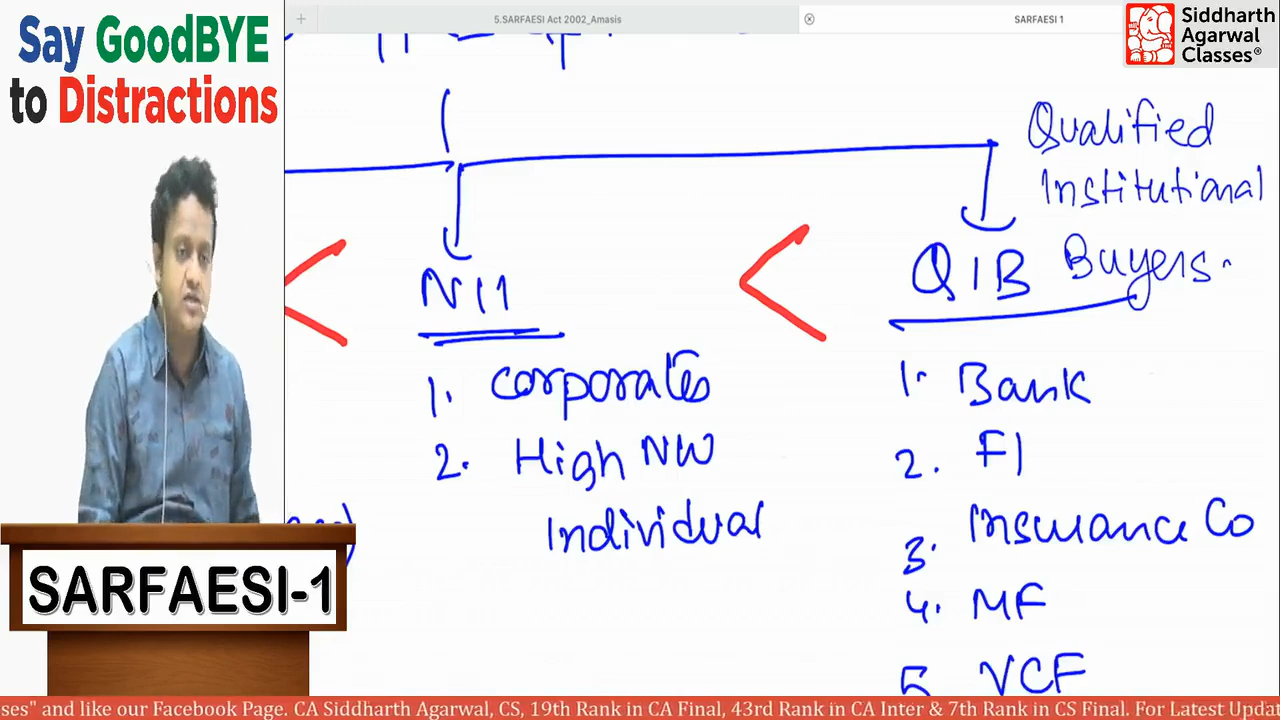 5.SARFAESI Act 2002_Amasis
SARFAESI 1
Say GoodBYE
to Distractions
Siddharth
Agarwal
Classes®
Qualified
Institutional
Buyers.
NII
QIB
1. Corporates
2. High NW
Individual
1. Bank
2. FI
3. Insurance Co
4. MF
5 VCF
SARFAESI-1
ses" and like our Facebook Page. CA Siddharth Agarwal, CS, 19th Rank in CA Final, 43rd Rank in CA Inter & 7th Rank in CS Final. For Latest Updat